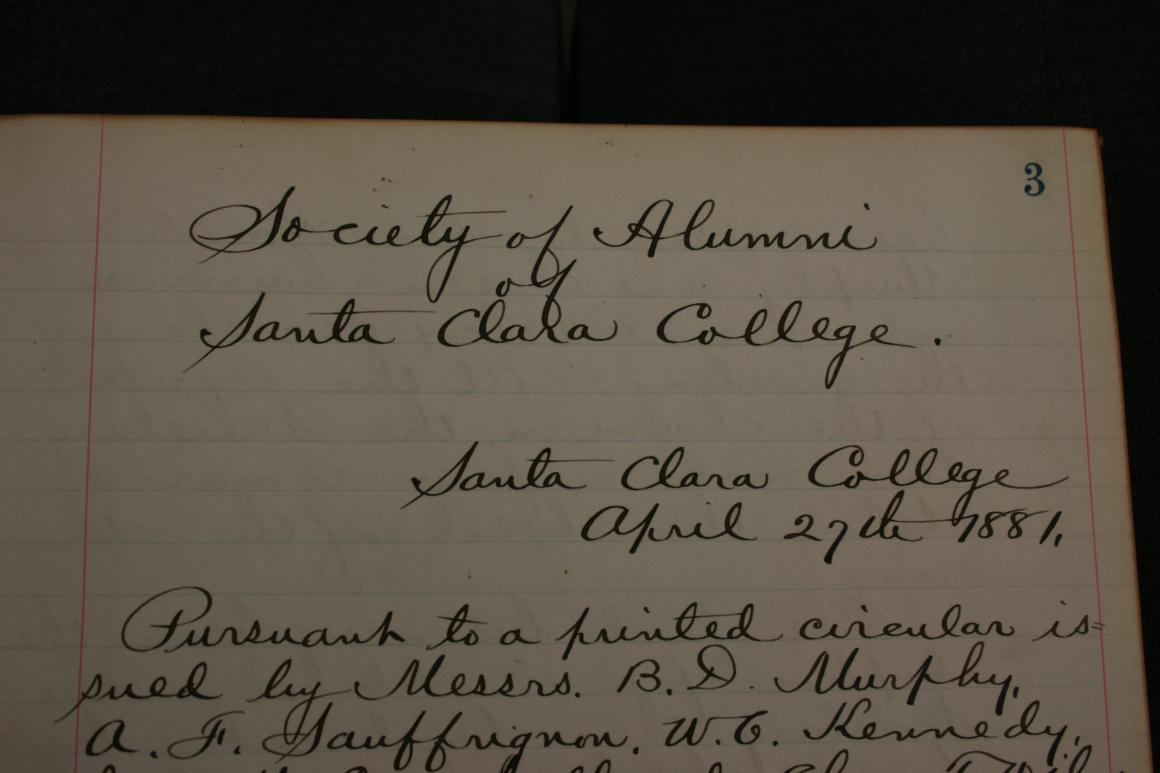 3
Society of Alumni
of
Santa Clara College.
Santa Clara College
April 27th 1881,
Pursuant to a printed circular is=
sued by Messrs. B. D. Murphy,
A. F. Sauffrignon, W. C. Kennedy,